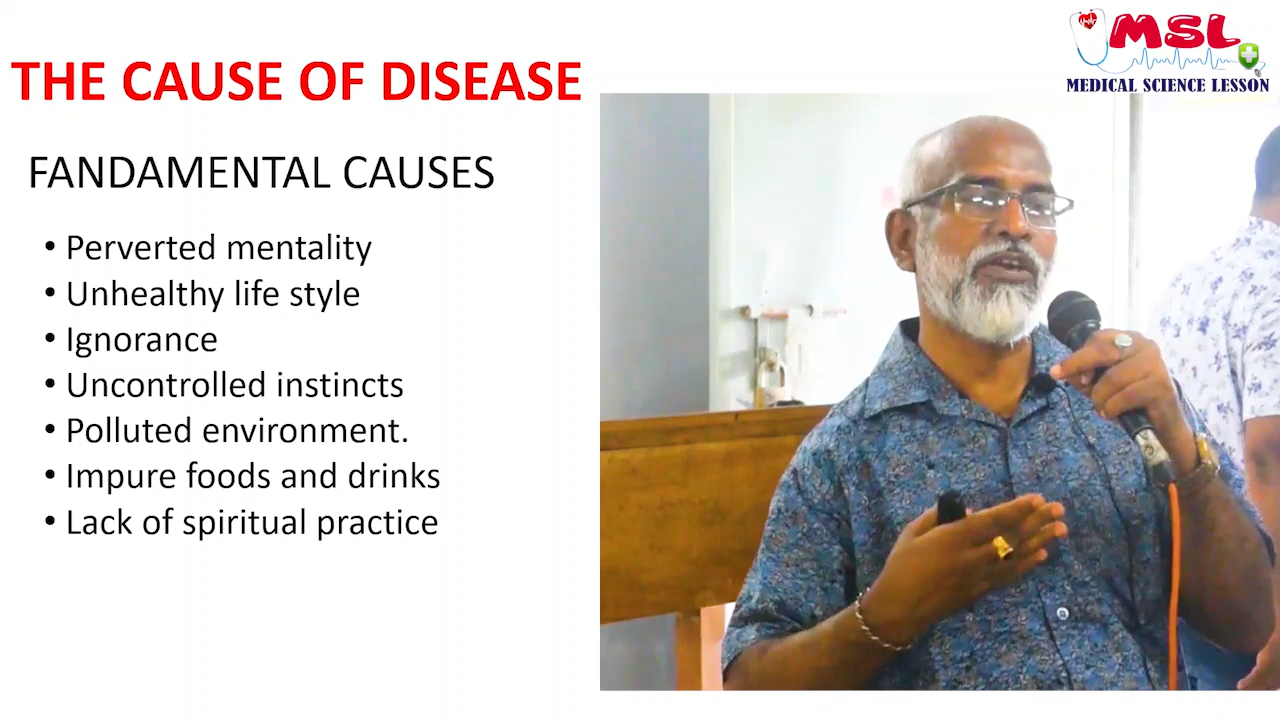 MSL
MEDICAL SCIENCE LESSON
THE CAUSE OF DISEASE
FANDAMENTAL CAUSES
• Perverted mentality
• Unhealthy life style
• Ignorance
• Uncontrolled instincts
• Polluted environment.
• Impure foods and drinks
• Lack of spiritual practice